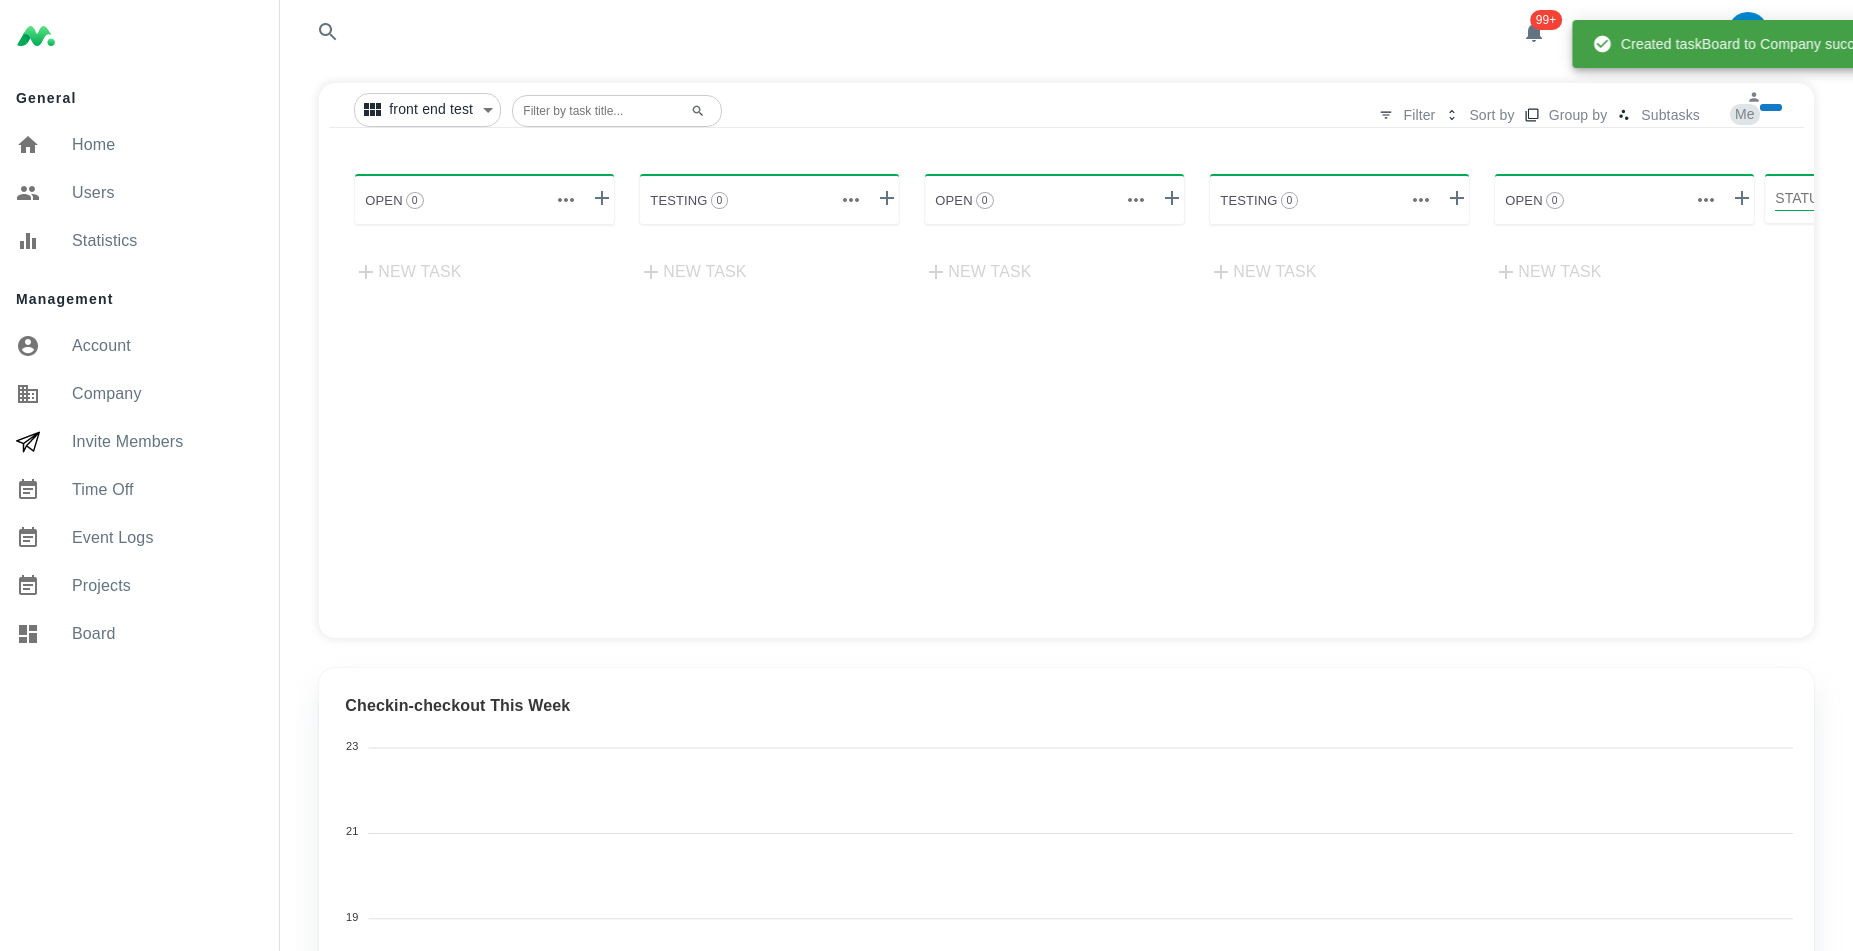 99+
Created taskBoard to Company succ
General
Home
Users
Statistics
Management
Account
Company
Invite Members
Time Off
Event Logs
Projects
Board
front end test
Filter by task title...
Filter
Sort by
Group by
Subtasks
Me
OPEN 0
TESTING 0
OPEN 0
TESTING 0
OPEN 0
STATU
NEW TASK
NEW TASK
NEW TASK
NEW TASK
NEW TASK
Checkin-checkout This Week
23
21
19